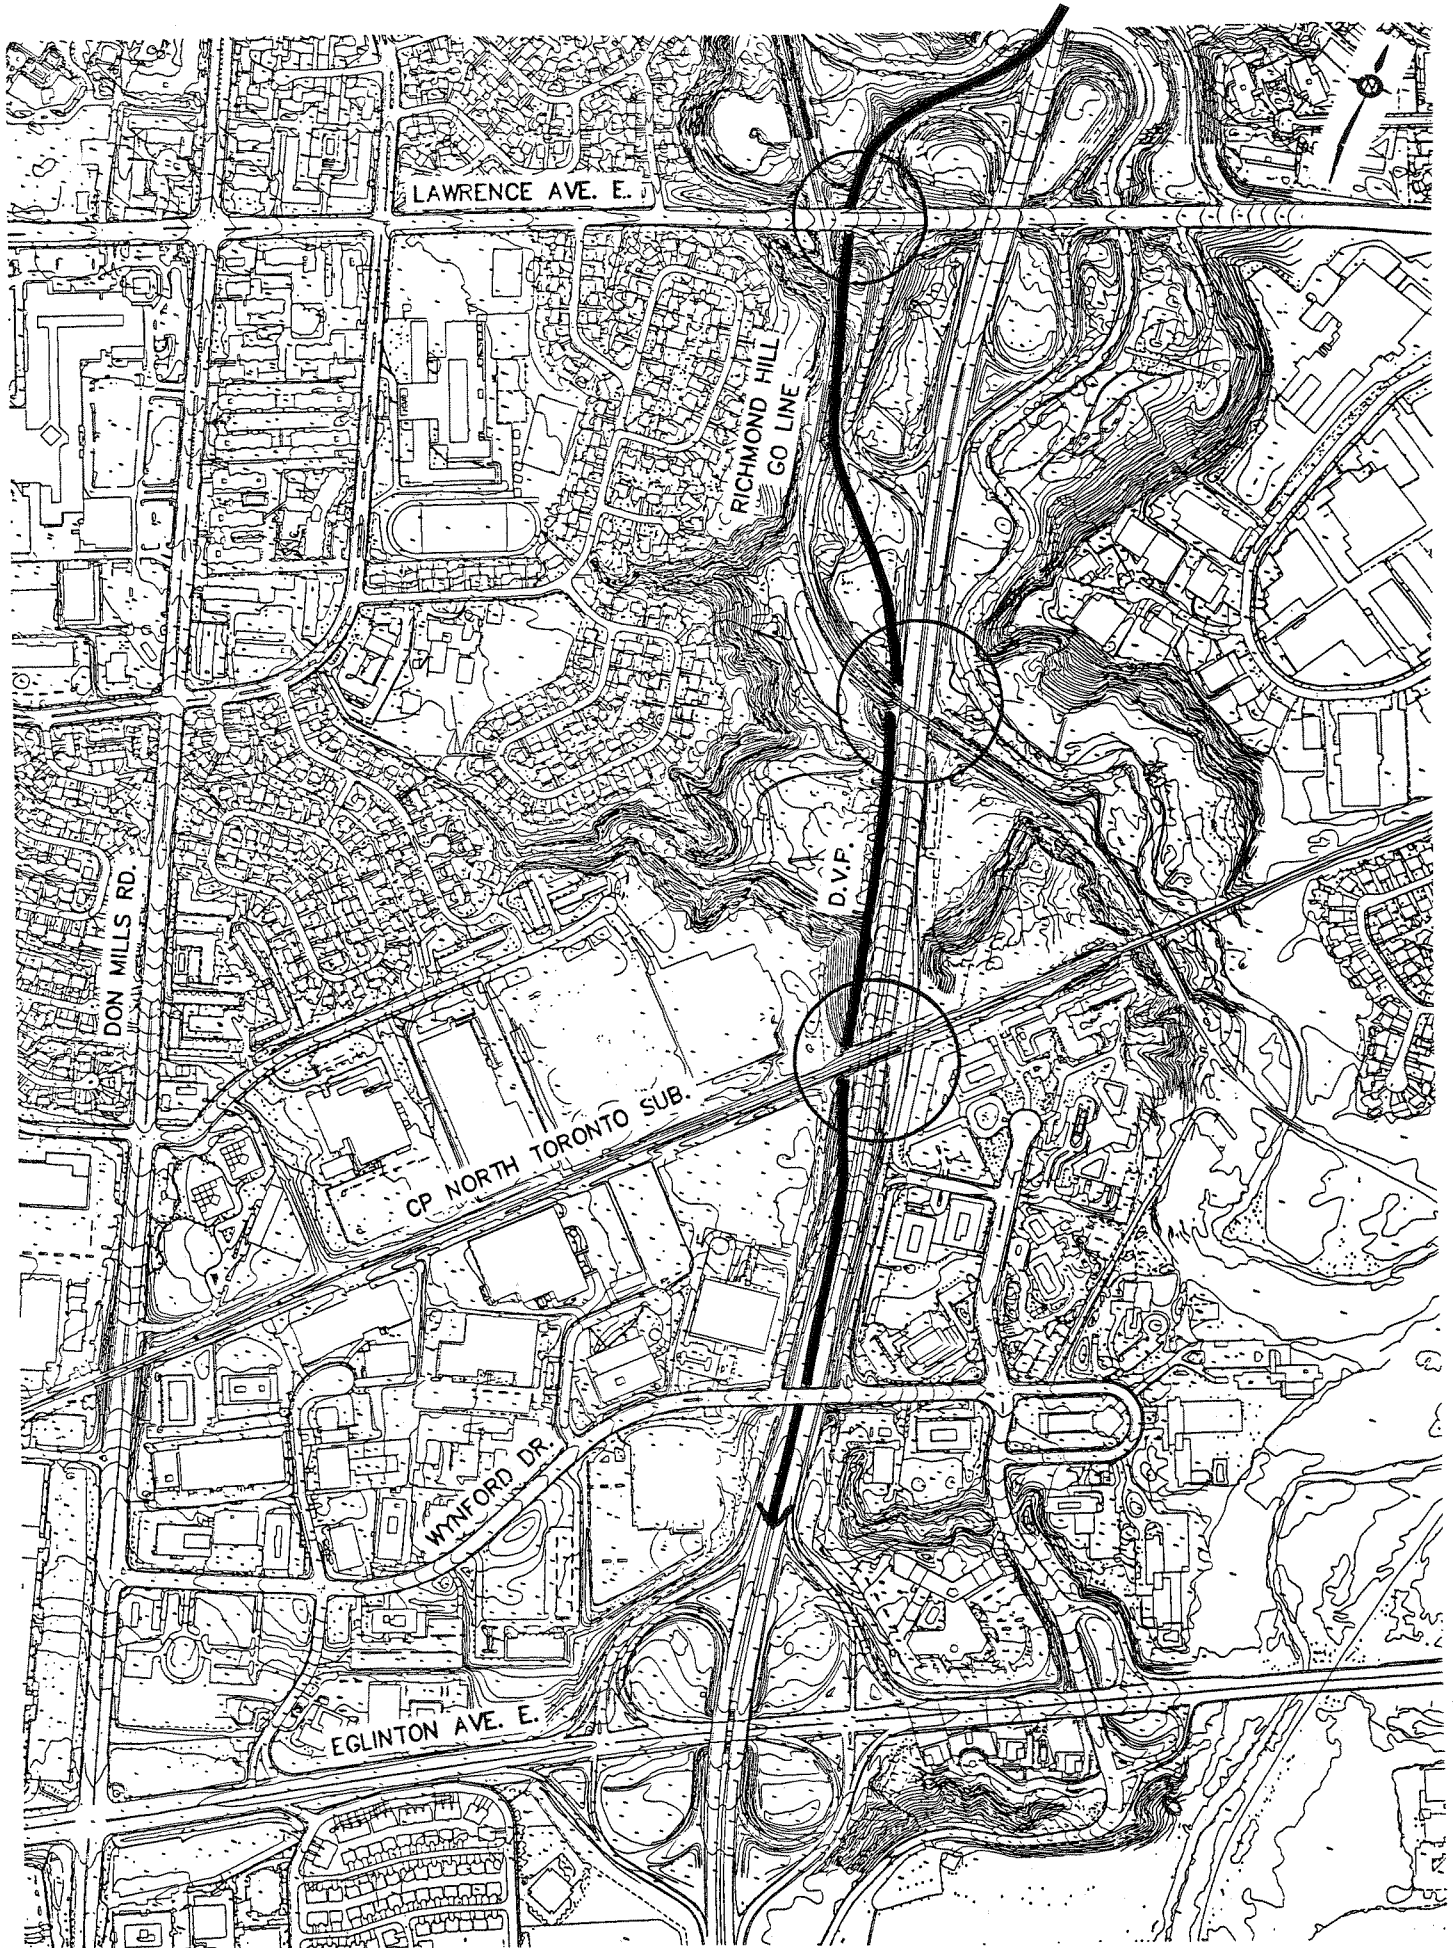 LAWRENCE AVE. E.
RICHMOND HILL
GO LINE
D.V.P.
DON MILLS RD.
CP NORTH TORONTO SUB.
WYNFORD DR.
EGLINTON AVE. E.